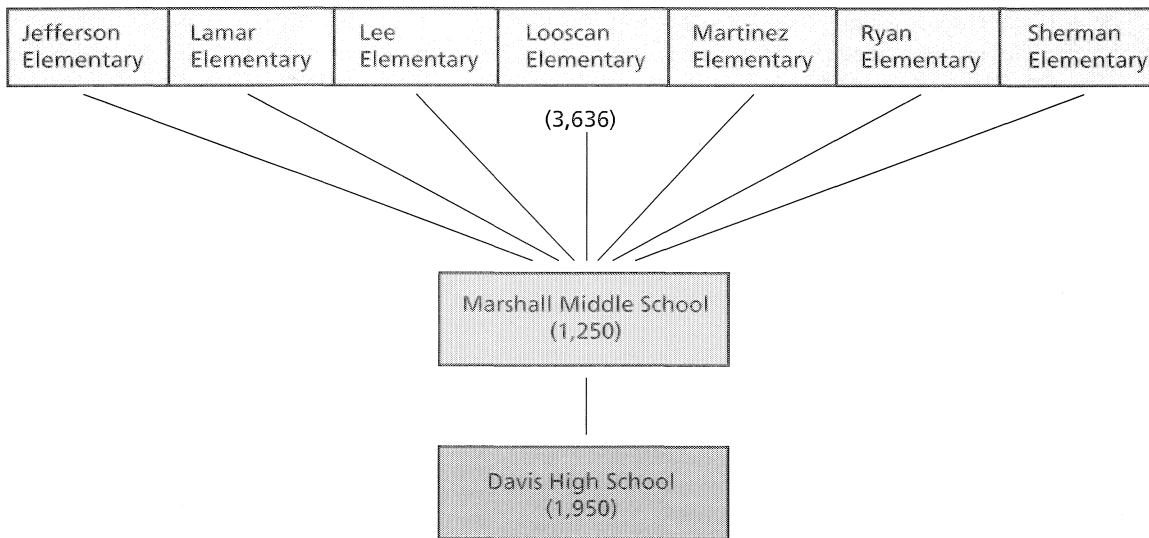 Jefferson
Elementary
Lamar
Elementary
Lee
Elementary
Looscan
Elementary
Martinez
Elementary
Ryan
Elementary
Sherman
Elementary
(3,636)
Marshall Middle School
(1,250)
Davis High School
(1,950)